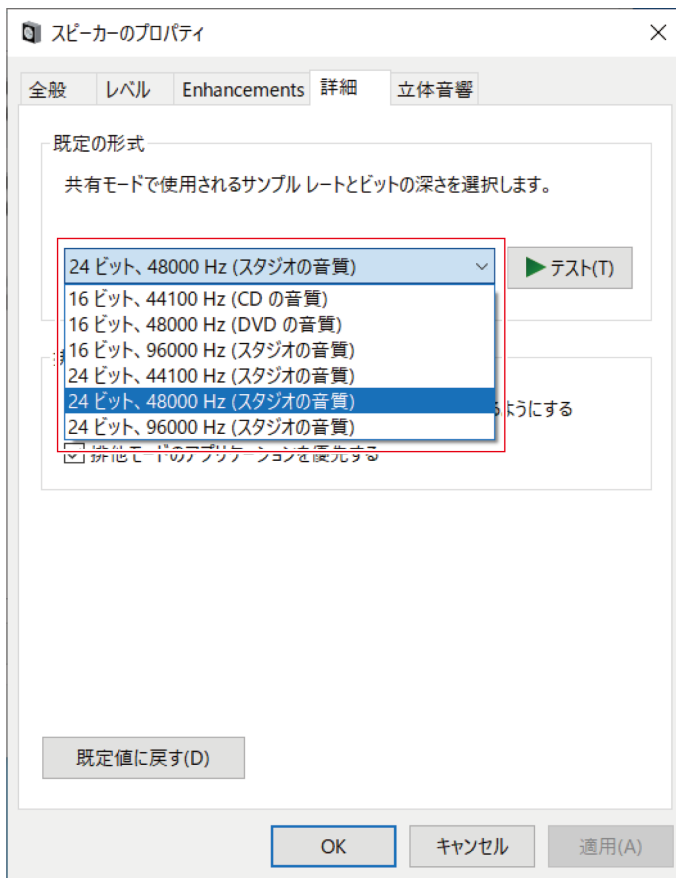 スピーカーのプロパティ
全般 レベル Enhancements 詳細 立体音響
既定の形式
共有モードで使用されるサンプル レートとビットの深さを選択します。
24 ビット、48000 Hz (スタジオの音質)
テスト(T)
16 ビット、44100 Hz (CD の音質)
16 ビット、48000 Hz (DVD の音質)
16 ビット、96000 Hz (スタジオの音質)
24 ビット、44100 Hz (スタジオの音質)
24 ビット、48000 Hz (スタジオの音質)
ようにする
24 ビット、96000 Hz (スタジオの音質)
排他モードのアプリケーションを優先する
既定値に戻す(D)
OK キャンセル 適用(A)